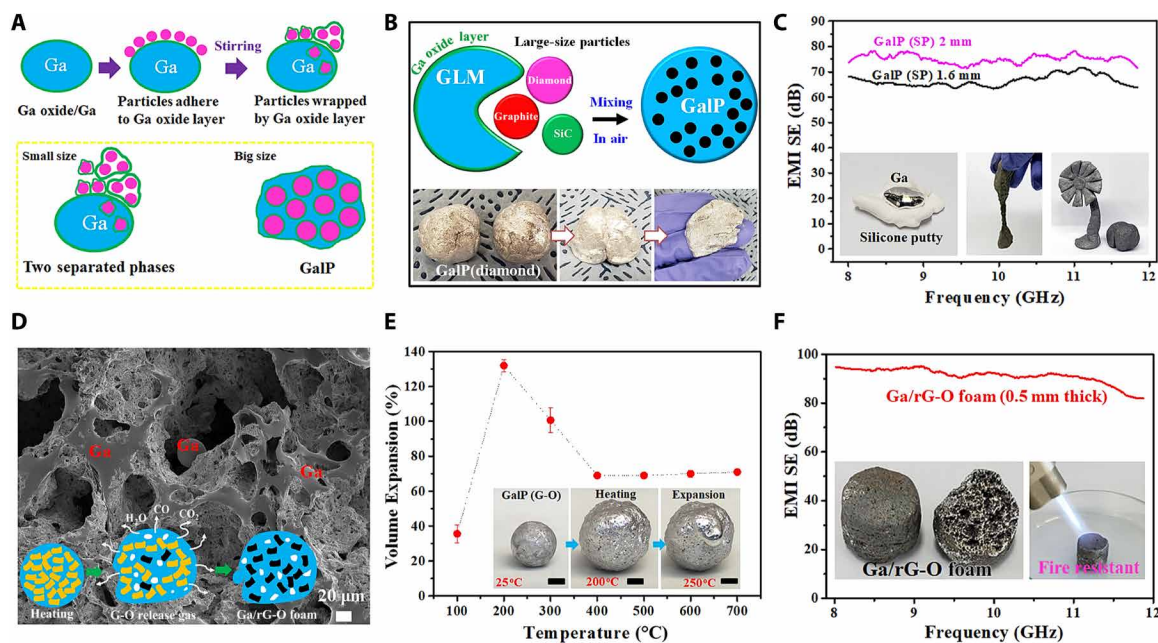 A
Ga
Ga oxide/Ga
Particles adhere
to Ga oxide layer
Stirring
Ga
Particles wrapped
by Ga oxide layer
Small size
Ga
Two separated phases
Big size
GalP
B
Ga oxide layer
GLM
Large-size particles
Diamond
Graphite
SiC
Mixing
In air
GalP
GalP(diamond)
C
EMI SE (dB)
90
80
70
60
50
40
30
20
10
0
GalP (SP) 2 mm
GalP (SP) 1.6 mm
Ga
Silicone putty
8 9 10 11 12
Frequency (GHz)
D
Ga
Ga
Ga
H2O CO CO2
Heating
G-O release gas
Ga/rG-O foam
20 μm
E
Volume Expansion (%)
140
120
100
80
60
40
20
0
GalP (G-O)
Heating
Expansion
25°C
200°C
250°C
100 200 300 400 500 600 700
Temperature (°C)
F
EMI SE (dB)
100
80
60
40
20
0
Ga/rG-O foam (0.5 mm thick)
Ga/rG-O foam
Fire resistant
8 9 10 11 12
Frequency (GHz)